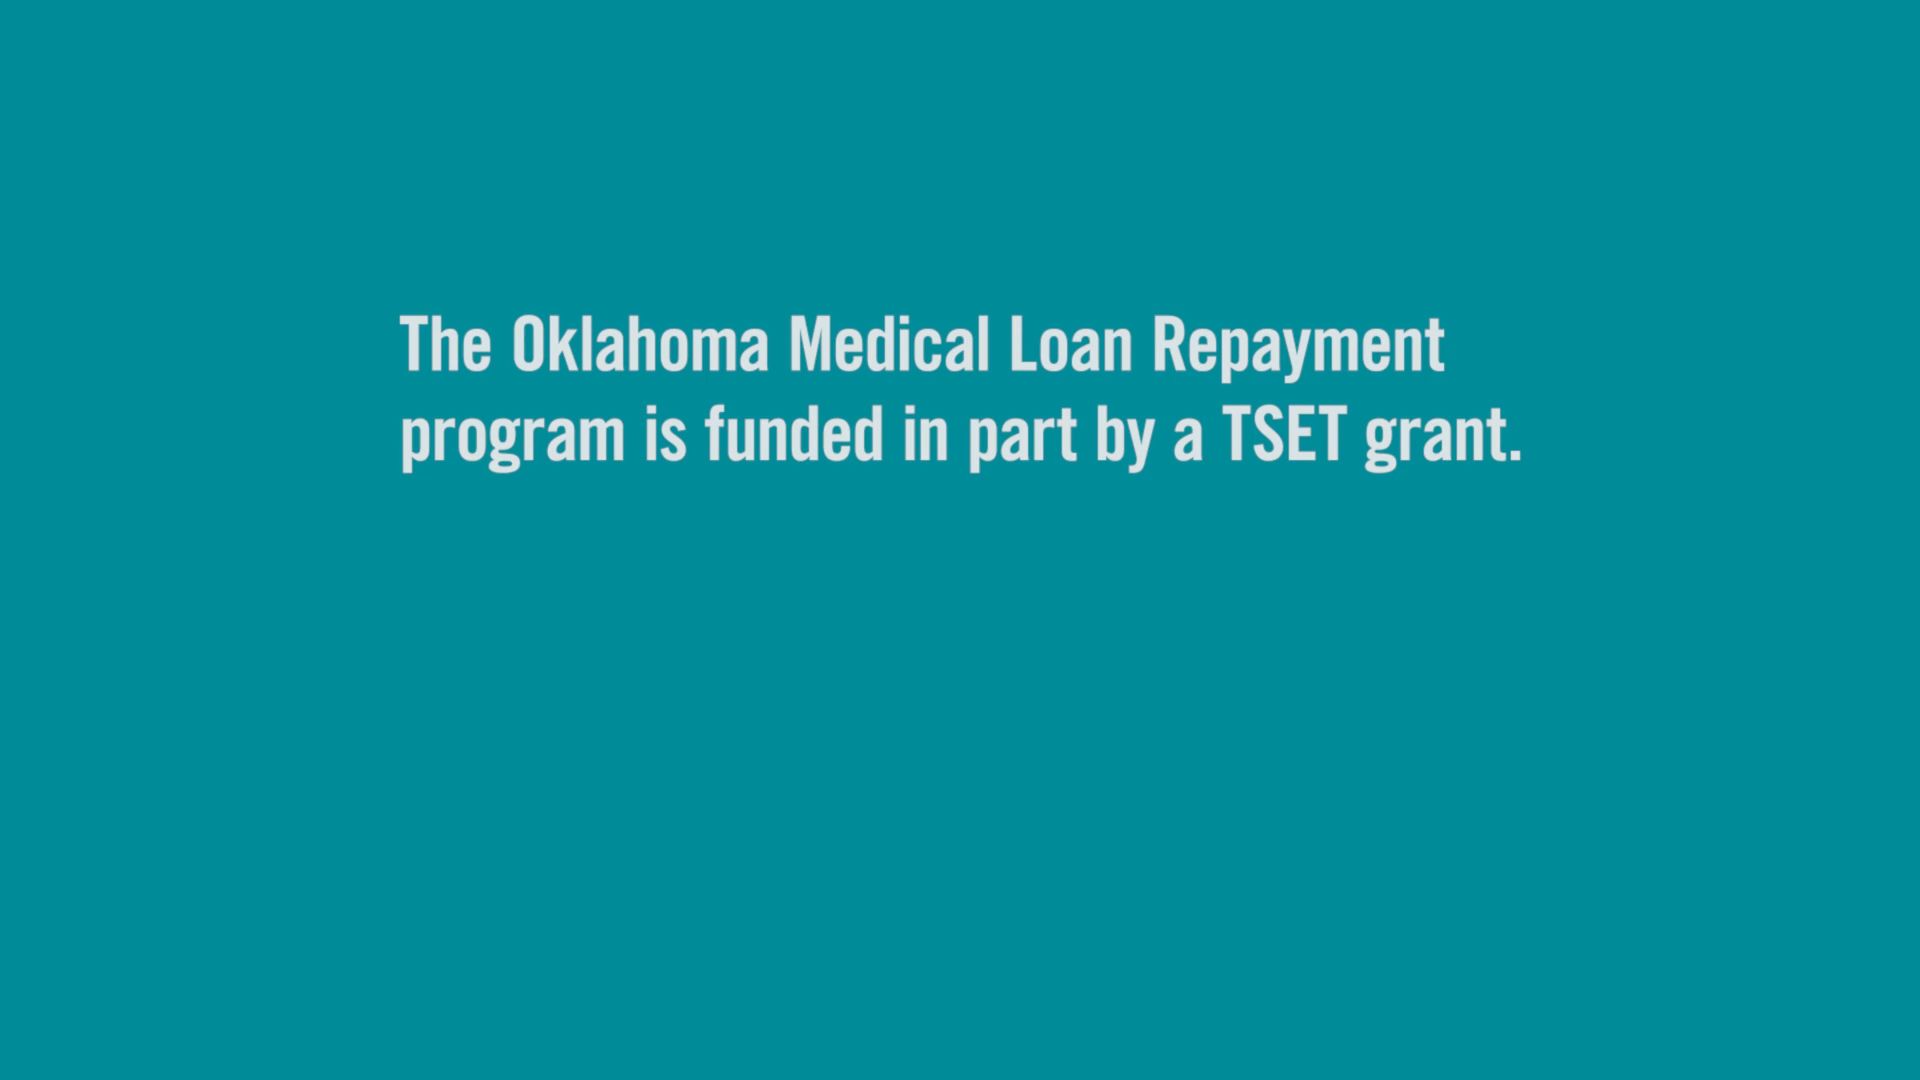 The Oklahoma Medical Loan Repayment
program is funded in part by a TSET grant.